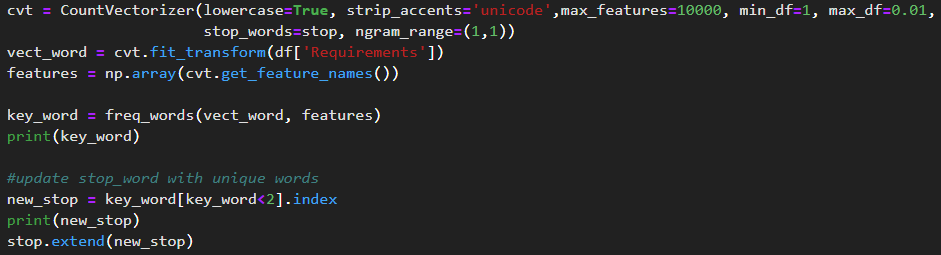 cvt = CountVectorizer(lowercase=True, strip_accents='unicode',max_features=10000, min_df=1, max_df=0.01,
                      stop_words=stop, ngram_range=(1,1))
vect_word = cvt.fit_transform(df['Requirements'])
features = np.array(cvt.get_feature_names())

key_word = freq_words(vect_word, features)
print(key_word)

#update stop_word with unique words
new_stop = key_word[key_word<2].index
print(new_stop)
stop.extend(new_stop)